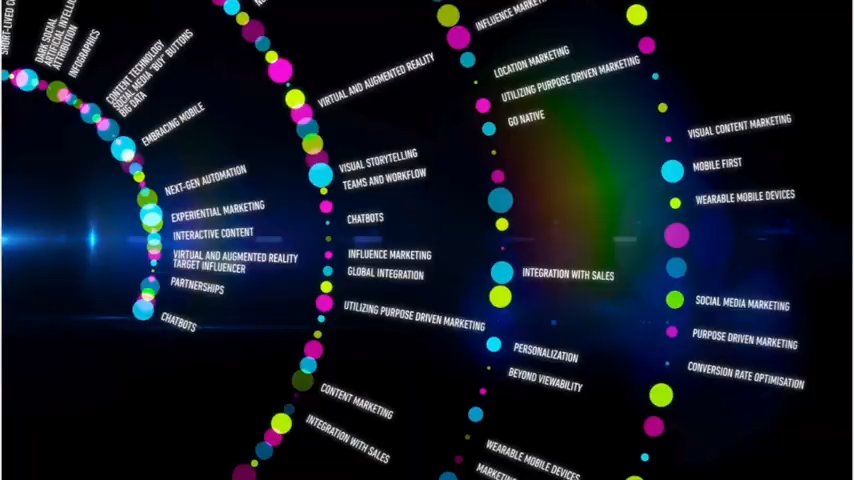 SHORT-LIVED
DARK SOCIAL
ARTIFICIAL
ATTRIBUTION
INFOGRAPHICS
CONTENT TECHNOLOGY
SOCIAL MEDIA "BUY" BUTTONS
BIG DATA
EMBRACING MOBILE
NEXT-GEN AUTOMATION
EXPERIENTIAL MARKETING
INTERACTIVE CONTENT
VIRTUAL AND AUGMENTED REALITY
TARGET INFLUENCER
PARTNERSHIPS
CHATBOTS
VIRTUAL AND AUGMENTED REALITY
VISUAL STORYTELLING
TEAMS AND WORKFLOW
CHATBOTS
INFLUENCE MARKETING
GLOBAL INTEGRATION
UTILIZING PURPOSE DRIVEN MARKETING
CONTENT MARKETING
INTEGRATION WITH SALES
INFLUENCE
LOCATION MARKETING
UTILIZING PURPOSE DRIVEN MARKETING
GO NATIVE
INTEGRATION WITH SALES
PERSONALIZATION
BEYOND VIEWABILITY
WEARABLE MOBILE DEVICES
VISUAL CONTENT MARKETING
MOBILE FIRST
WEARABLE MOBILE DEVICES
SOCIAL MEDIA MARKETING
PURPOSE DRIVEN MARKETING
CONVERSION RATE OPTIMISATION